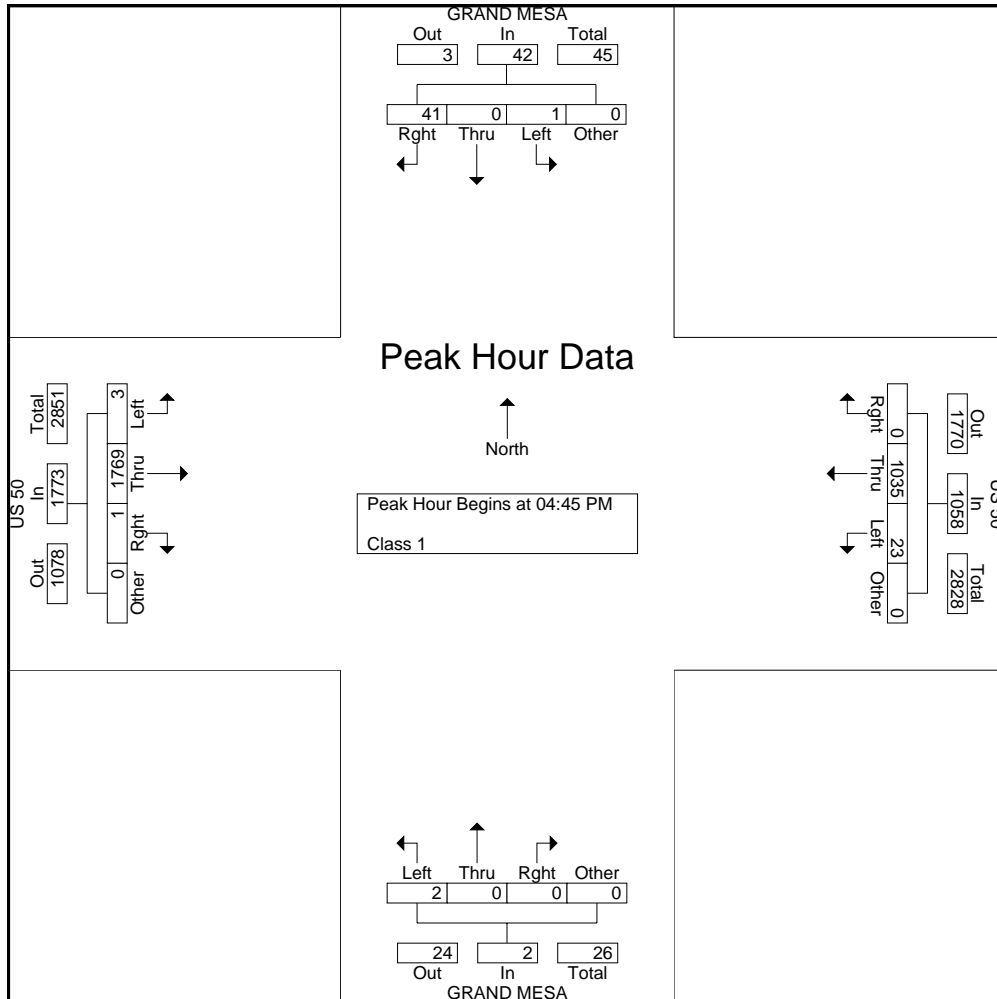 GRAND MESA
Out In Total
3 42 45
41 0 1 0
Rght Thru Left Other
Peak Hour Data
North
Peak Hour Begins at 04:45 PM
Class 1
US 50
Total In Out
2851 1773 1078
3 1769 1 0
Left Thru Rght Other
Rght Thru Left Other
0 1035 23 0
Out In Total
1770 1058 2828
US 50
Left Thru Rght Other
2 0 0 0
24 2 26
Out In Total
GRAND MESA